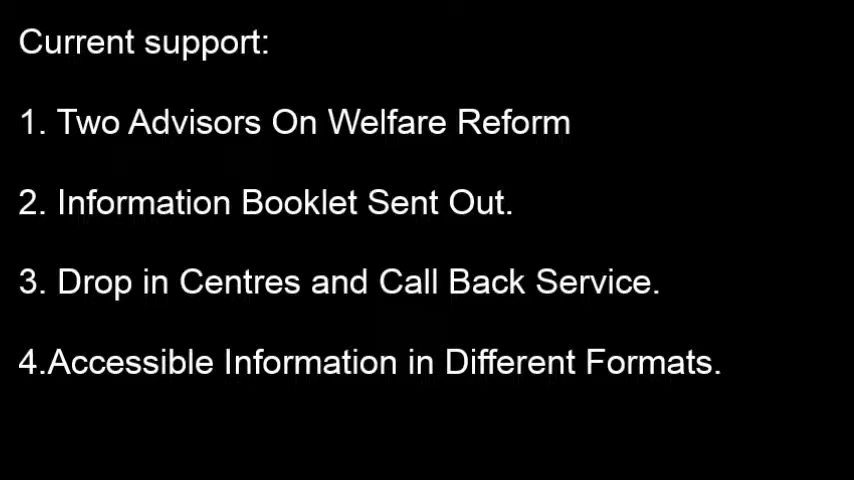 Current support:
1. Two Advisors On Welfare Reform
2. Information Booklet Sent Out.
3. Drop in Centres and Call Back Service.
4.Accessible Information in Different Formats.